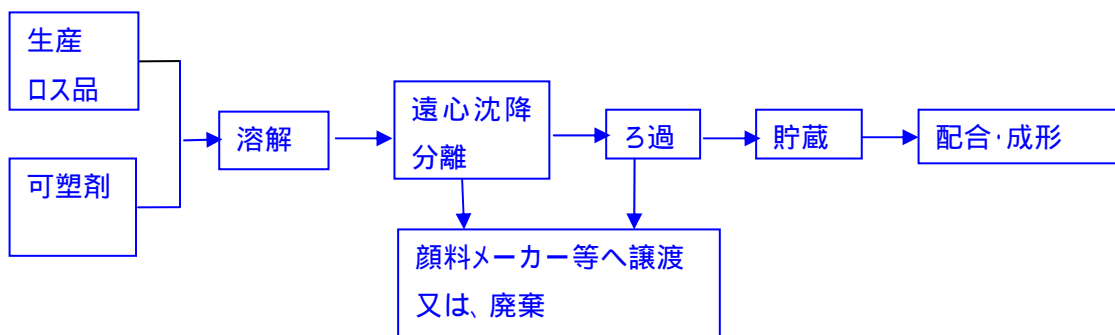 生産
ロス品
可塑剤
溶解
遠心沈降
分離
ろ過
貯蔵
配合・成形
顔料メーカー等へ譲渡
又は、廃棄